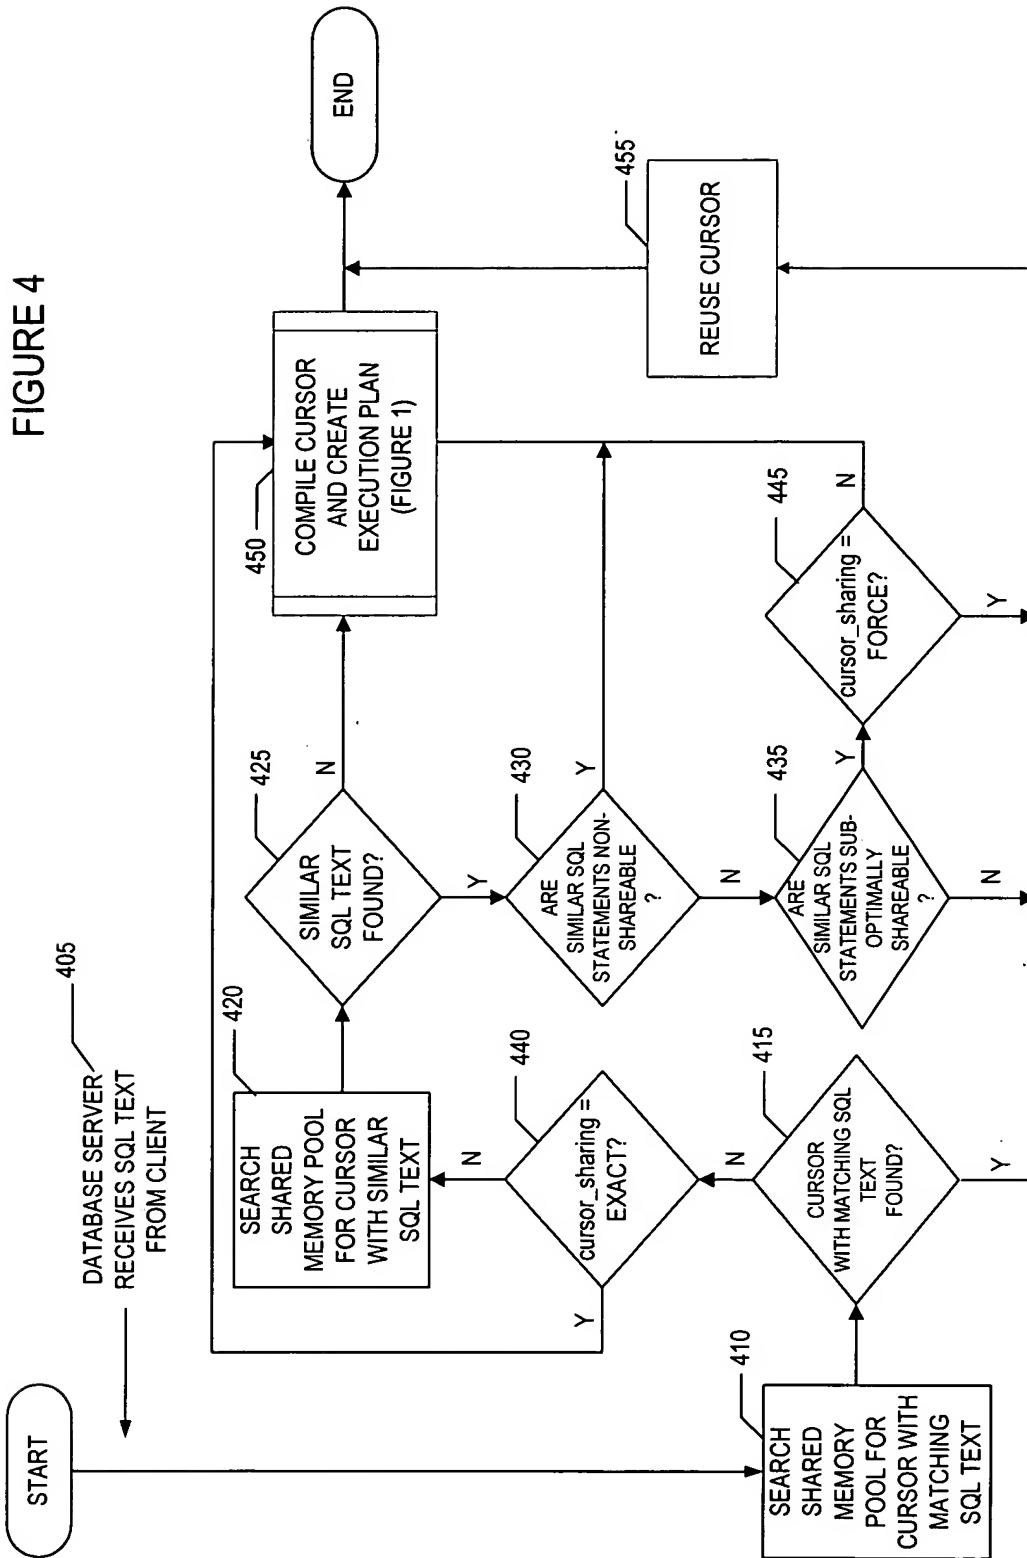 FIGURE 4
START
405
DATABASE SERVER
RECEIVES SQL TEXT
FROM CLIENT
410
SEARCH
SHARED
MEMORY
POOL FOR
CURSOR WITH
MATCHING
SQL TEXT
415
CURSOR
WITH MATCHING SQL
TEXT
FOUND?
N
Y
440
cursor_sharing =
EXACT?
N
Y
420
SEARCH
SHARED
MEMORY POOL
FOR CURSOR
WITH SIMILAR
SQL TEXT
425
SIMILAR
SQL TEXT
FOUND?
N
Y
430
ARE
SIMILAR SQL
STATEMENTS NON-
SHAREABLE
?
Y
N
435
ARE
SIMILAR SQL
STATEMENTS SUB-
OPTIMALLY
SHAREABLE
?
Y
N
445
cursor_sharing =
FORCE?
N
Y
450
COMPILE CURSOR
AND CREATE
EXECUTION PLAN
(FIGURE 1)
455
REUSE CURSOR
END